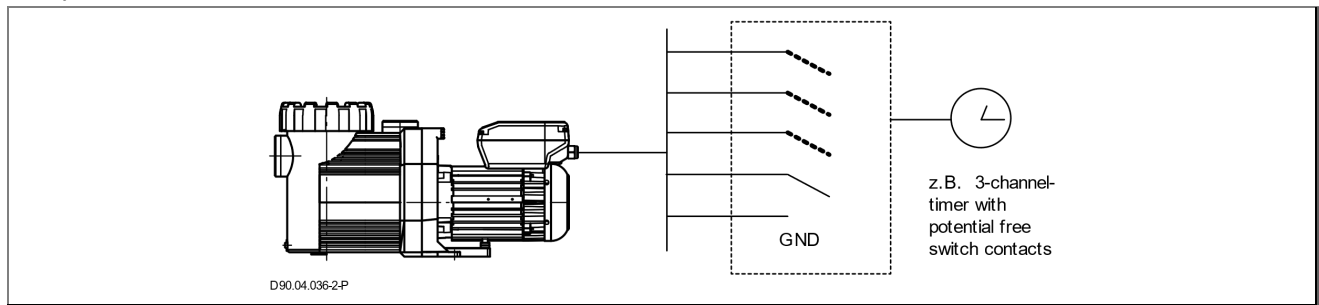 GND
z.B. 3-channel-
timer with
potential free
switch contacts
D90.04.036-2-P